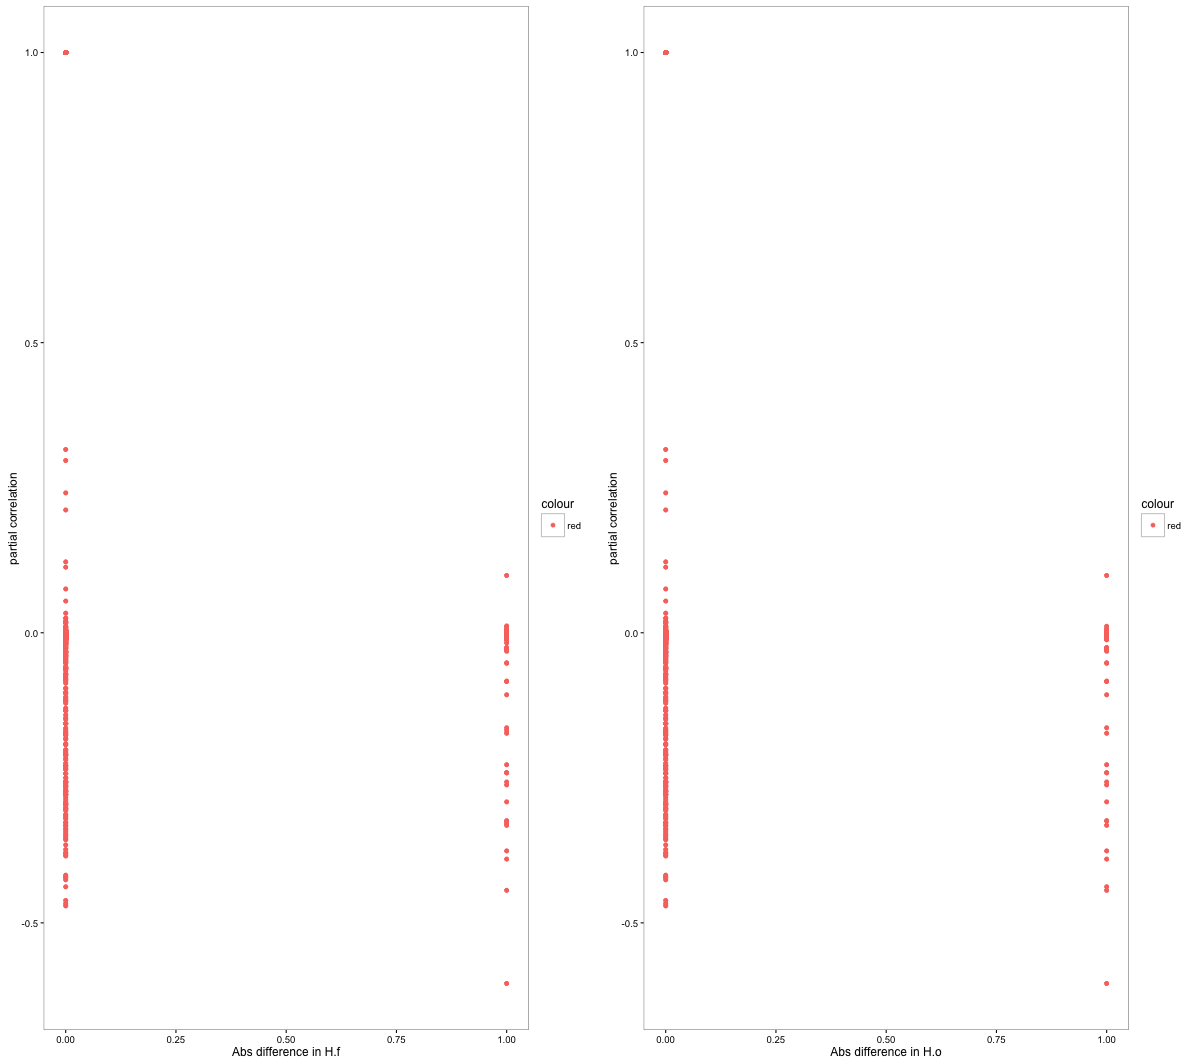 1.0
0.5
0.0
-0.5
partial correlation
0.00
0.25
0.50
0.75
1.00
Abs difference in H.f
colour
red
1.0
0.5
0.0
-0.5
partial correlation
0.00
0.25
0.50
0.75
1.00
Abs difference in H.o
colour
red